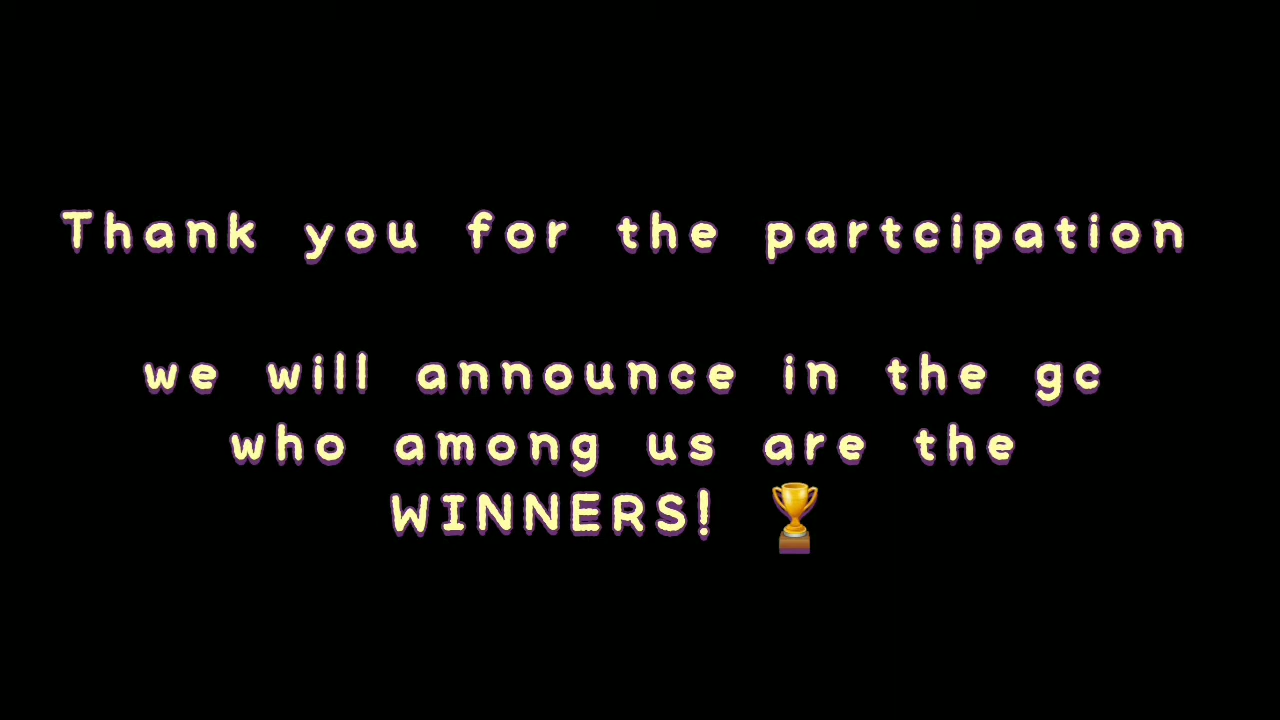 Thank you for the partcipation
we will announce in the gc
who among us are the
WINNERS! 🏆